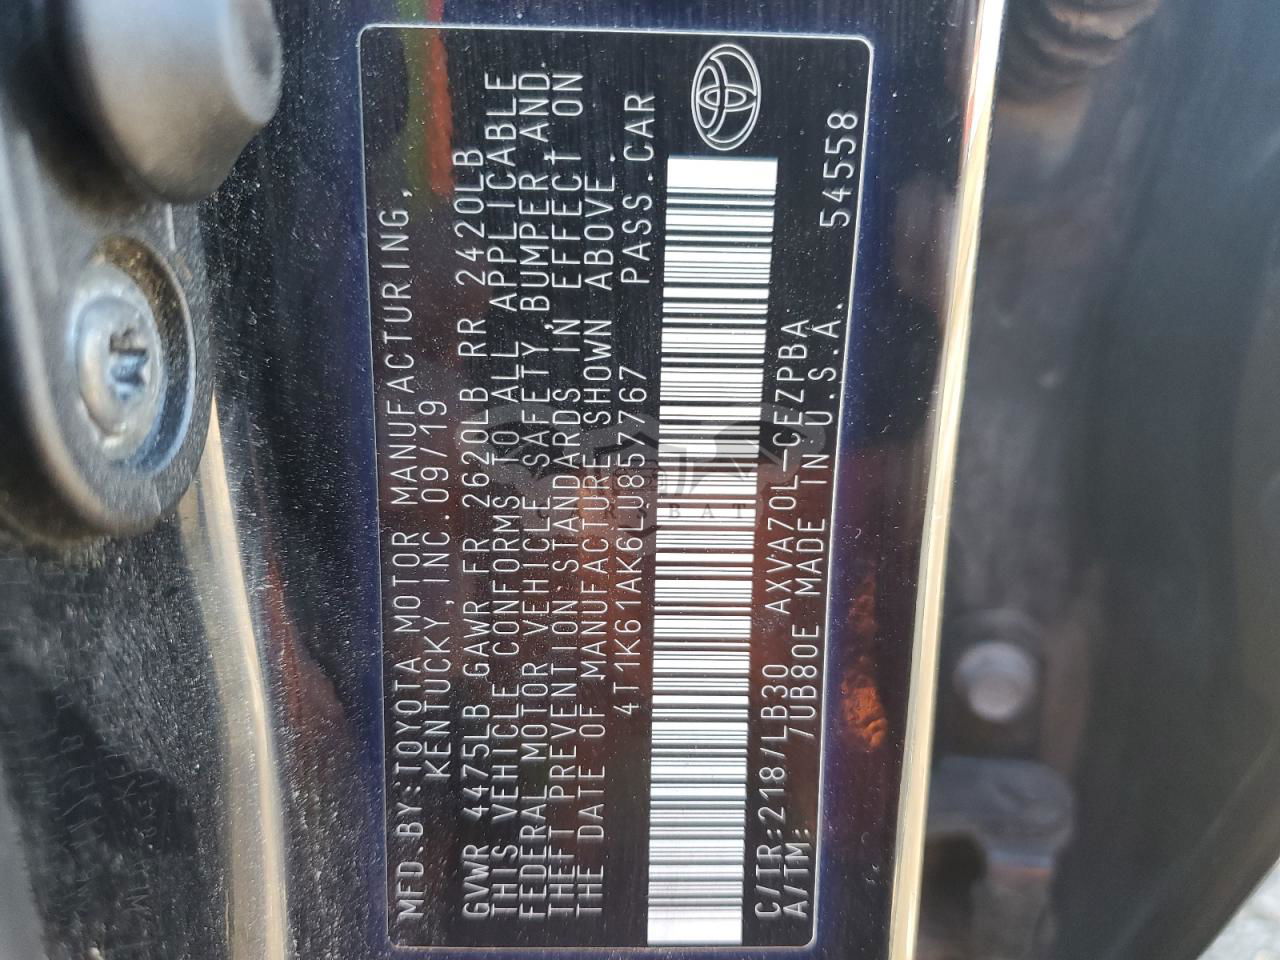 MFD.BY:TOYOTA MOTOR MANUFACTURING,
KENTUCKY,INC.09/19
GVWR 4475LB GAWR FR 2620LB RR 2420LB
THIS VEHICLE CONFORMS TO ALL APPLICABLE
FEDERAL MOTOR VEHICLE SAFETY,BUMPER,AND
THEFT PREVENTION STANDARDS IN EFFECT ON
THE DATE OF MANUFACTURE SHOWN ABOVE.
4T1K61AK6LU857767 PASS.CAR
C/TR:218/LB30 AXVA70L-CEZPBA
A/TM: /UB80E MADE IN U.S.A. 54558
CARSBAT